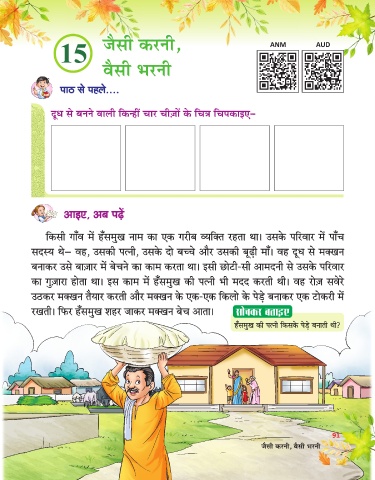 15
जैसी करनी,
वैसी भरनी
ANM AUD
पाठ से पहले....
दूध से बनने वाली किन्हीं चार चीज़ों के चित्र चिपकाइए–
आइए, अब पढ़ें
किसी गाँव में हँसमुख नाम का एक गरीब व्यक्ति रहता था। उसके परिवार में पाँच
सदस्य थे– वह, उसकी पत्नी, उसके दो बच्चे और उसकी बूढ़ी माँ। वह दूध से मक्खन
बनाकर उसे बाज़ार में बेचने का काम करता था। इसी छोटी-सी आमदनी से उसके परिवार
का गुज़ारा होता था। इस काम में हँसमुख की पत्नी भी मदद करती थी। वह रोज़ सवेरे
उठकर मक्खन तैयार करती और मक्खन के एक-एक किलो के पेड़े बनाकर एक टोकरी में
रखती। फिर हँसमुख शहर जाकर मक्खन बेच आता।
सोचकर बताइए
हँसमुख की पत्नी किसके पेड़े बनाती थी?
91
जैसी करनी, वैसी भरनी